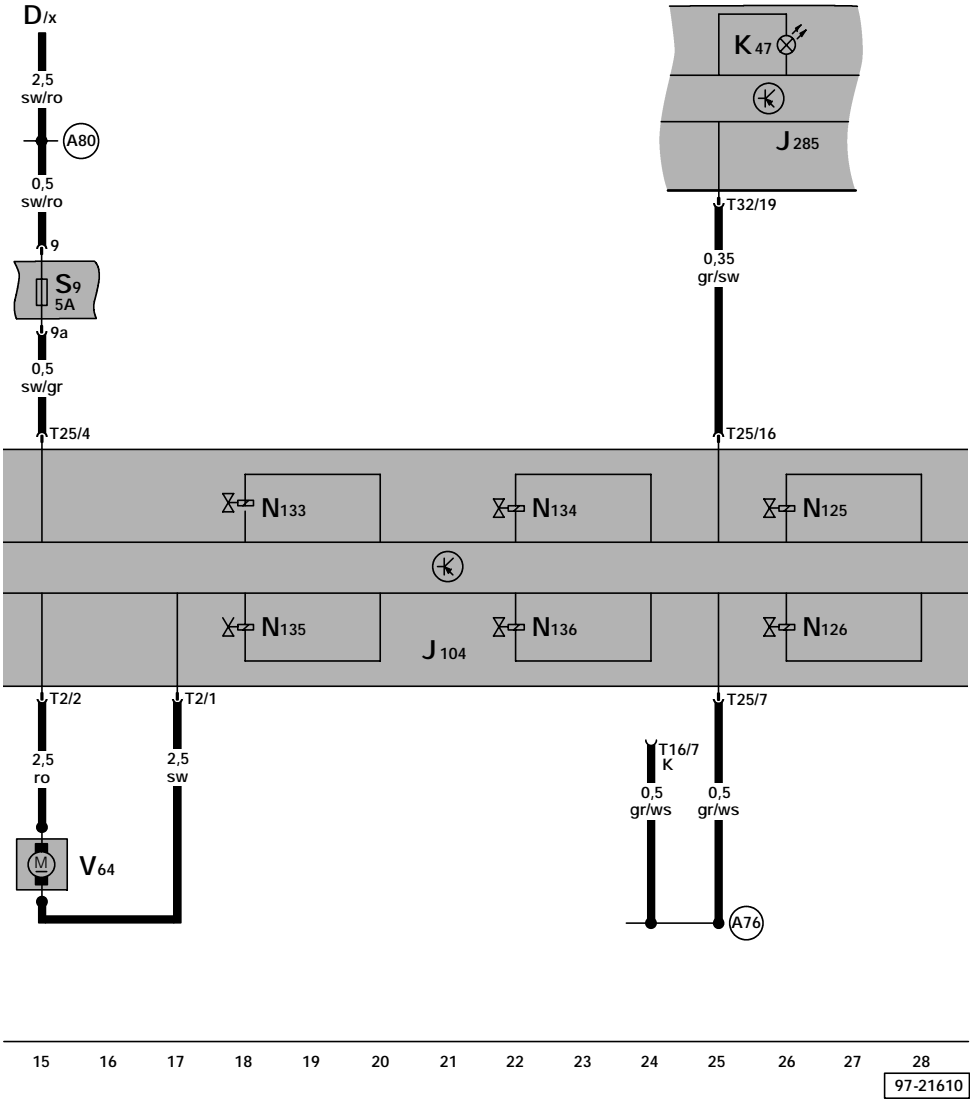 D/x
2,5
sw/ro
A80
0,5
sw/ro
9
S9
5A
9a
0,5
sw/gr
T25/4
K47
J285
T32/19
0,35
gr/sw
T25/16
N133
N134
N125
N135
N136
N126
J104
T2/2
T2/1
T25/7
2,5
ro
2,5
sw
T16/7
K
0,5
gr/ws
0,5
gr/ws
M
V64
A76
15 16 17 18 19 20 21 22 23 24 25 26 27 28
97-21610